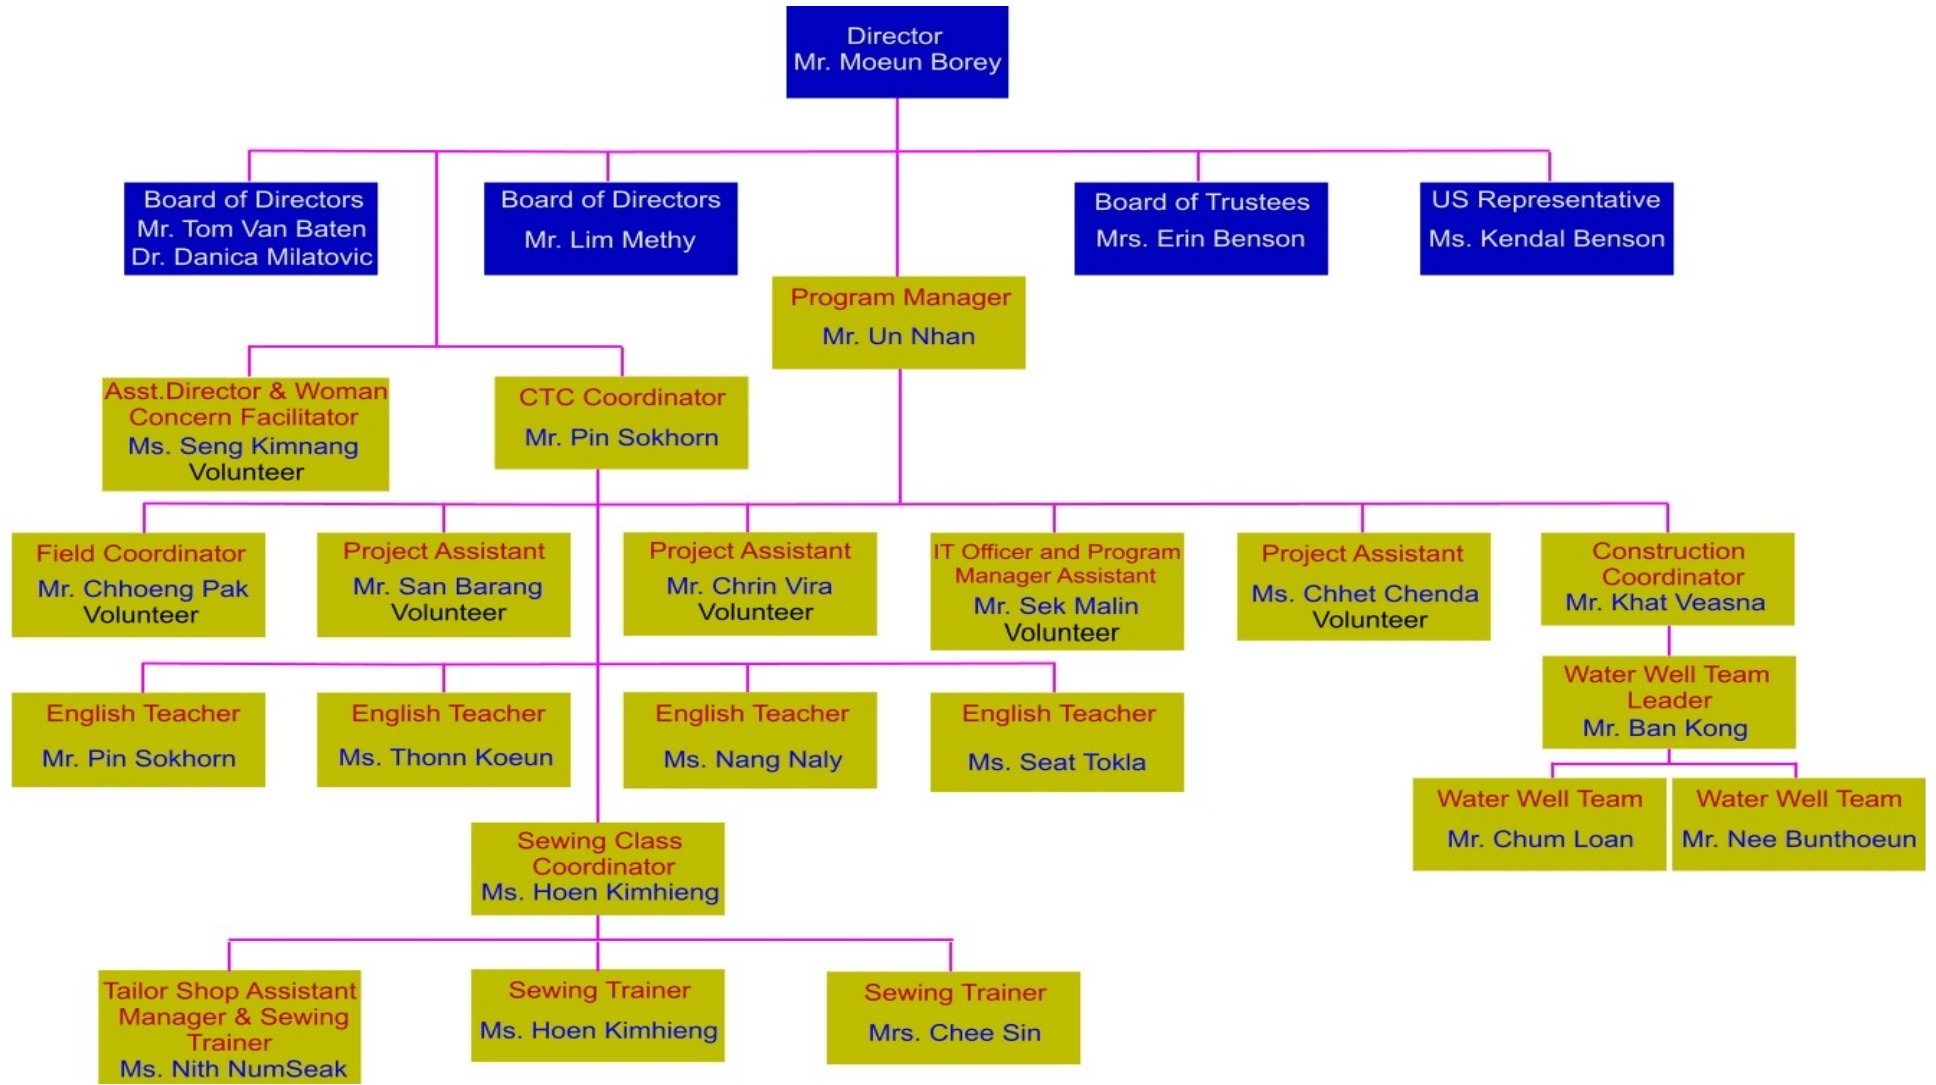 Director
Mr. Moeun Borey
Board of Directors
Mr. Tom Van Baten
Dr. Danica Milatovic
Board of Directors
Mr. Lim Methy
Board of Trustees
Mrs. Erin Benson
US Representative
Ms. Kendal Benson
Program Manager
Mr. Un Nhan
Asst.Director & Woman
Concern Facilitator
Ms. Seng Kimnang
Volunteer
CTC Coordinator
Mr. Pin Sokhorn
Field Coordinator
Mr. Chhoeng Pak
Volunteer
Project Assistant
Mr. San Barang
Volunteer
Project Assistant
Mr. Chrin Vira
Volunteer
IT Officer and Program
Manager Assistant
Mr. Sek Malin
Volunteer
Project Assistant
Ms. Chhet Chenda
Volunteer
Construction
Coordinator
Mr. Khat Veasna
Water Well Team
Leader
Mr. Ban Kong
English Teacher
Mr. Pin Sokhorn
English Teacher
Ms. Thonn Koeun
English Teacher
Ms. Nang Naly
English Teacher
Ms. Seat Tokla
Water Well Team
Mr. Chum Loan
Water Well Team
Mr. Nee Bunthoeun
Sewing Class
Coordinator
Ms. Hoen Kimhieng
Tailor Shop Assistant
Manager & Sewing
Trainer
Ms. Nith NumSeak
Sewing Trainer
Ms. Hoen Kimhieng
Sewing Trainer
Mrs. Chee Sin